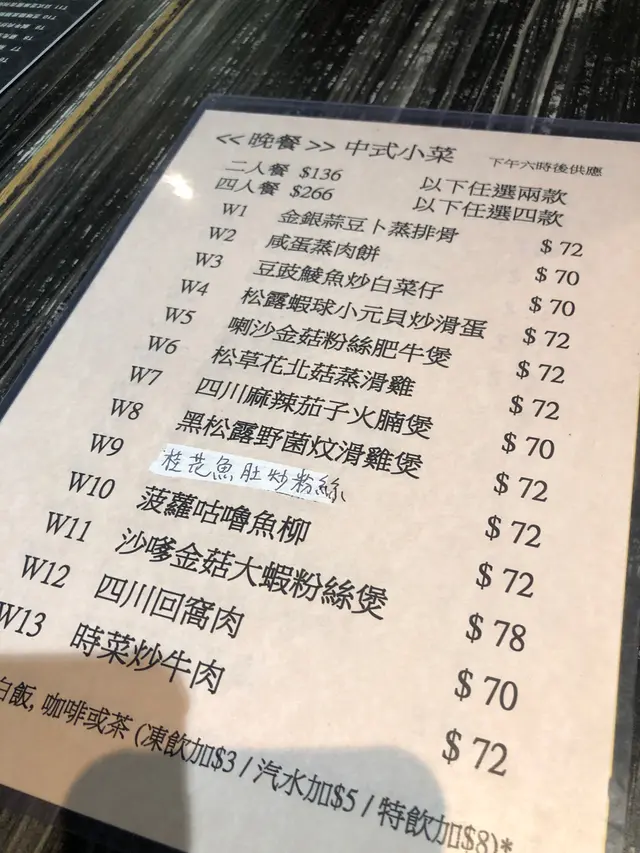 << 晚餐 >> 中式小菜 下午六時後供應
二人餐 $136 以下任選兩款
四人餐 $266 以下任選四款
W1 金銀蒜豆卜蒸排骨 $ 72
W2 咸蛋蒸肉餅 $ 70
W3 豆豉鯪魚炒白菜仔 $ 70
W4 松露蝦球小元貝炒滑蛋 $ 72
W5 喇沙金菇粉絲肥牛煲 $ 72
W6 松草花北菇蒸滑雞 $ 72
W7 四川麻辣茄子火腩煲 $ 70
W8 黑松露野菌炆滑雞煲 $ 72
W9 桂花魚肚炒粉絲 $ 72
W10 菠蘿咕嚕魚柳 $ 72
W11 沙嗲金菇大蝦粉絲煲 $ 78
W12 四川回窩肉 $ 70
W13 時菜炒牛肉 $ 72
白飯, 咖啡或茶 (凍飲加$3 / 汽水加$5 / 特飲加$8)*